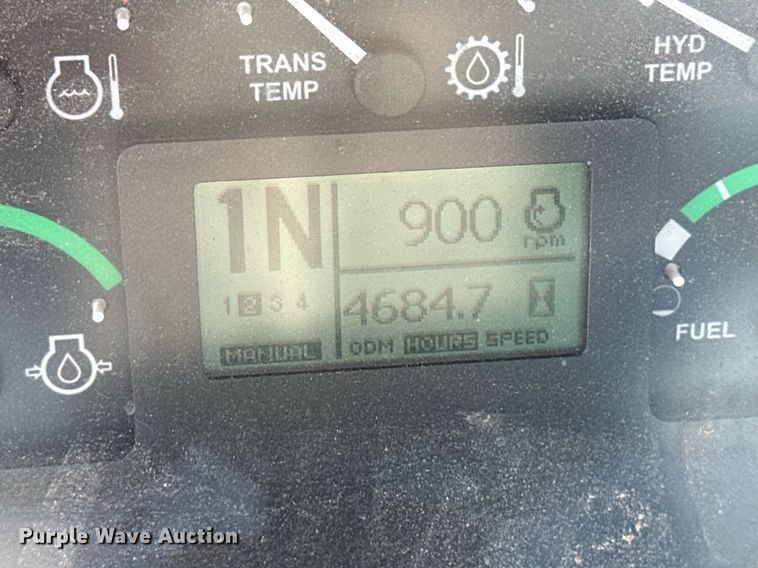 TRANS
TEMP
HYD
TEMP
1N
900
rpm
1 2 3 4
4684.7
MANUAL
ODM HOURS SPEED
FUEL
Purple Wave Auction